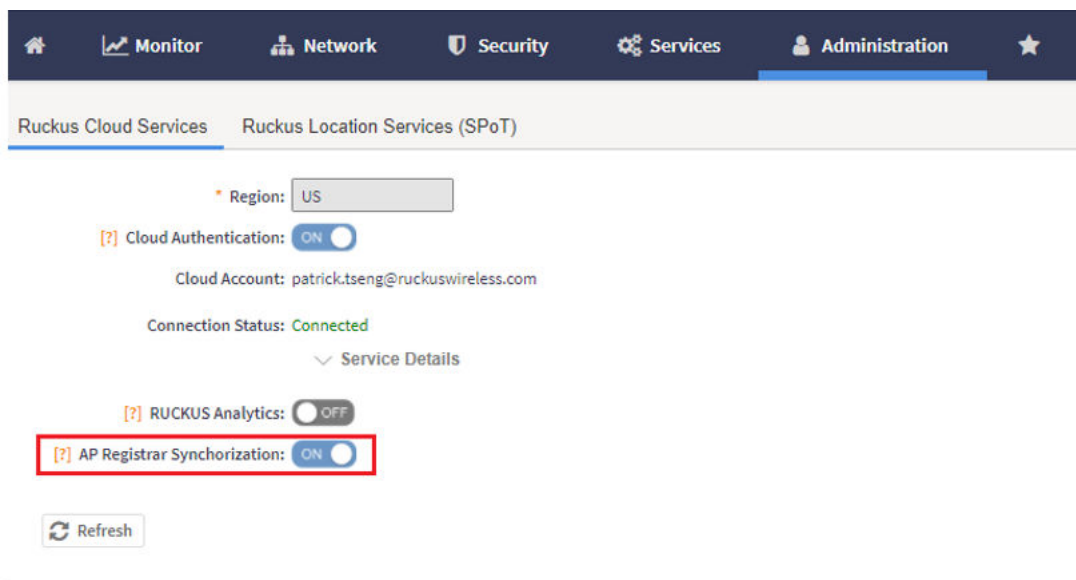 Monitor Network Security Services Administration
Ruckus Cloud Services Ruckus Location Services (SPoT)
* Region: US
[?] Cloud Authentication: ON
Cloud Account: patrick.tseng@ruckuswireless.com
Connection Status: Connected
Service Details
[?] RUCKUS Analytics: OFF
[?] AP Registrar Synchorization: ON
Refresh